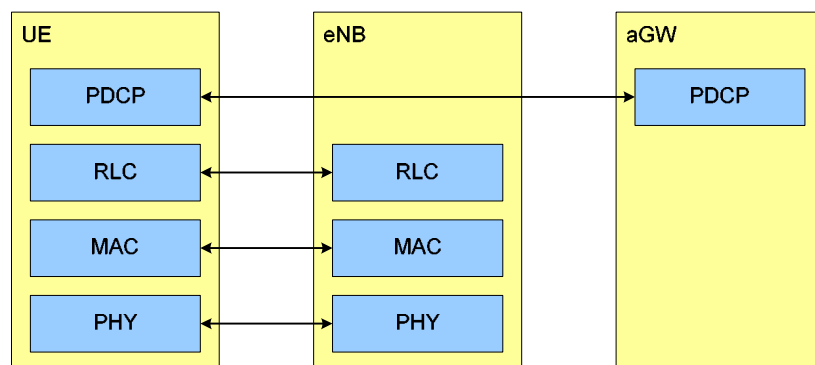 UE
eNB
aGW
PDCP
PDCP
RLC
RLC
MAC
MAC
PHY
PHY